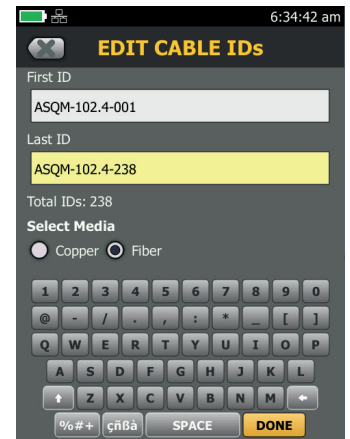 6:34:42 am
EDIT CABLE IDs
First ID
ASQM-102.4-001
Last ID
ASQM-102.4-238
Total IDs: 238
Select Media
Copper Fiber
1 2 3 4 5 6 7 8 9 0
@ - / . , : * _ [ ]
Q W E R T Y U I O P
A S D F G H J K L
Z X C V B N M
%#+ çñßà SPACE DONE